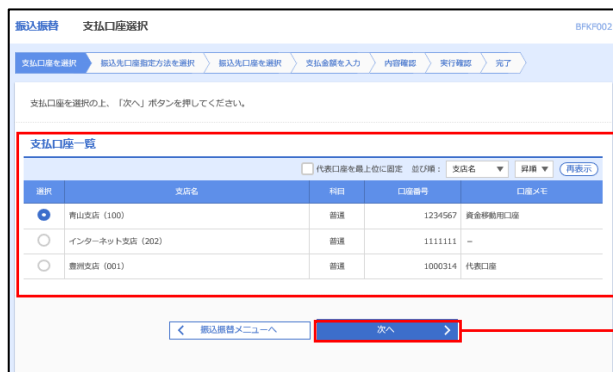 振込振替 支払口座選択 BFKF002
支払口座を選択 振込先口座指定方法を選択 振込先口座を選択 支払金額を入力 内容確認 実行確認 完了
支払口座を選択の上、「次へ」ボタンを押してください。
支払口座一覧
代表口座を最上位に固定 並び順: 支店名 ▼ 昇順 ▼ 再表示
選択 支店名 科目 口座番号 口座メモ
青山支店 (100) 普通 1234567 資金移動用口座
インターネット支店 (202) 普通 1111111 −
豊洲支店 (001) 普通 1000314 代表口座
振込振替メニューへ 次へ